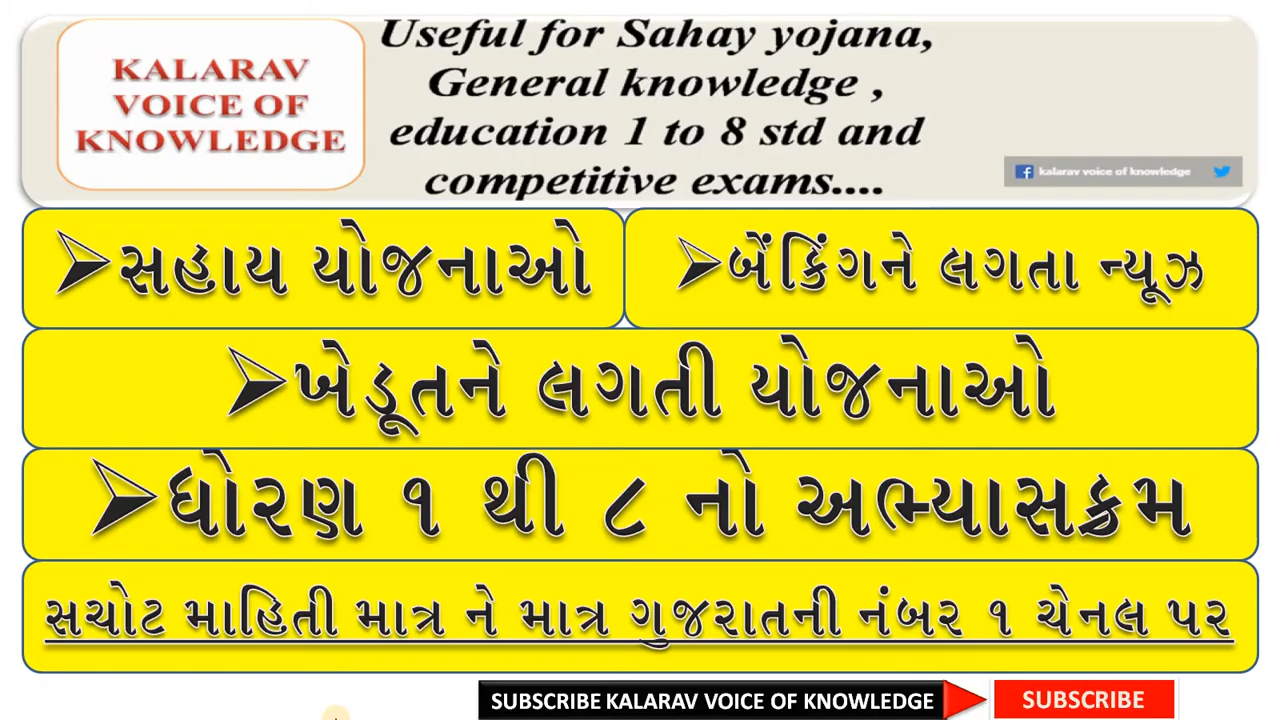 KALARAV
VOICE OF
KNOWLEDGE
Useful for Sahay yojana,
General knowledge ,
education 1 to 8 std and
competitive exams....
kalarav voice of knowledge
➢સહાય યોજનાઓ
➢બેંકિંગને લગતા ન્યૂઝ
➢ખેડૂતને લગતી યોજનાઓ
➢ધોરણ ૧ થી ૮ નો અભ્યાસક્રમ
સચોટ માહિતી માત્ર ને માત્ર ગુજરાતની નંબર ૧ ચેનલ પર
SUBSCRIBE KALARAV VOICE OF KNOWLEDGE
SUBSCRIBE